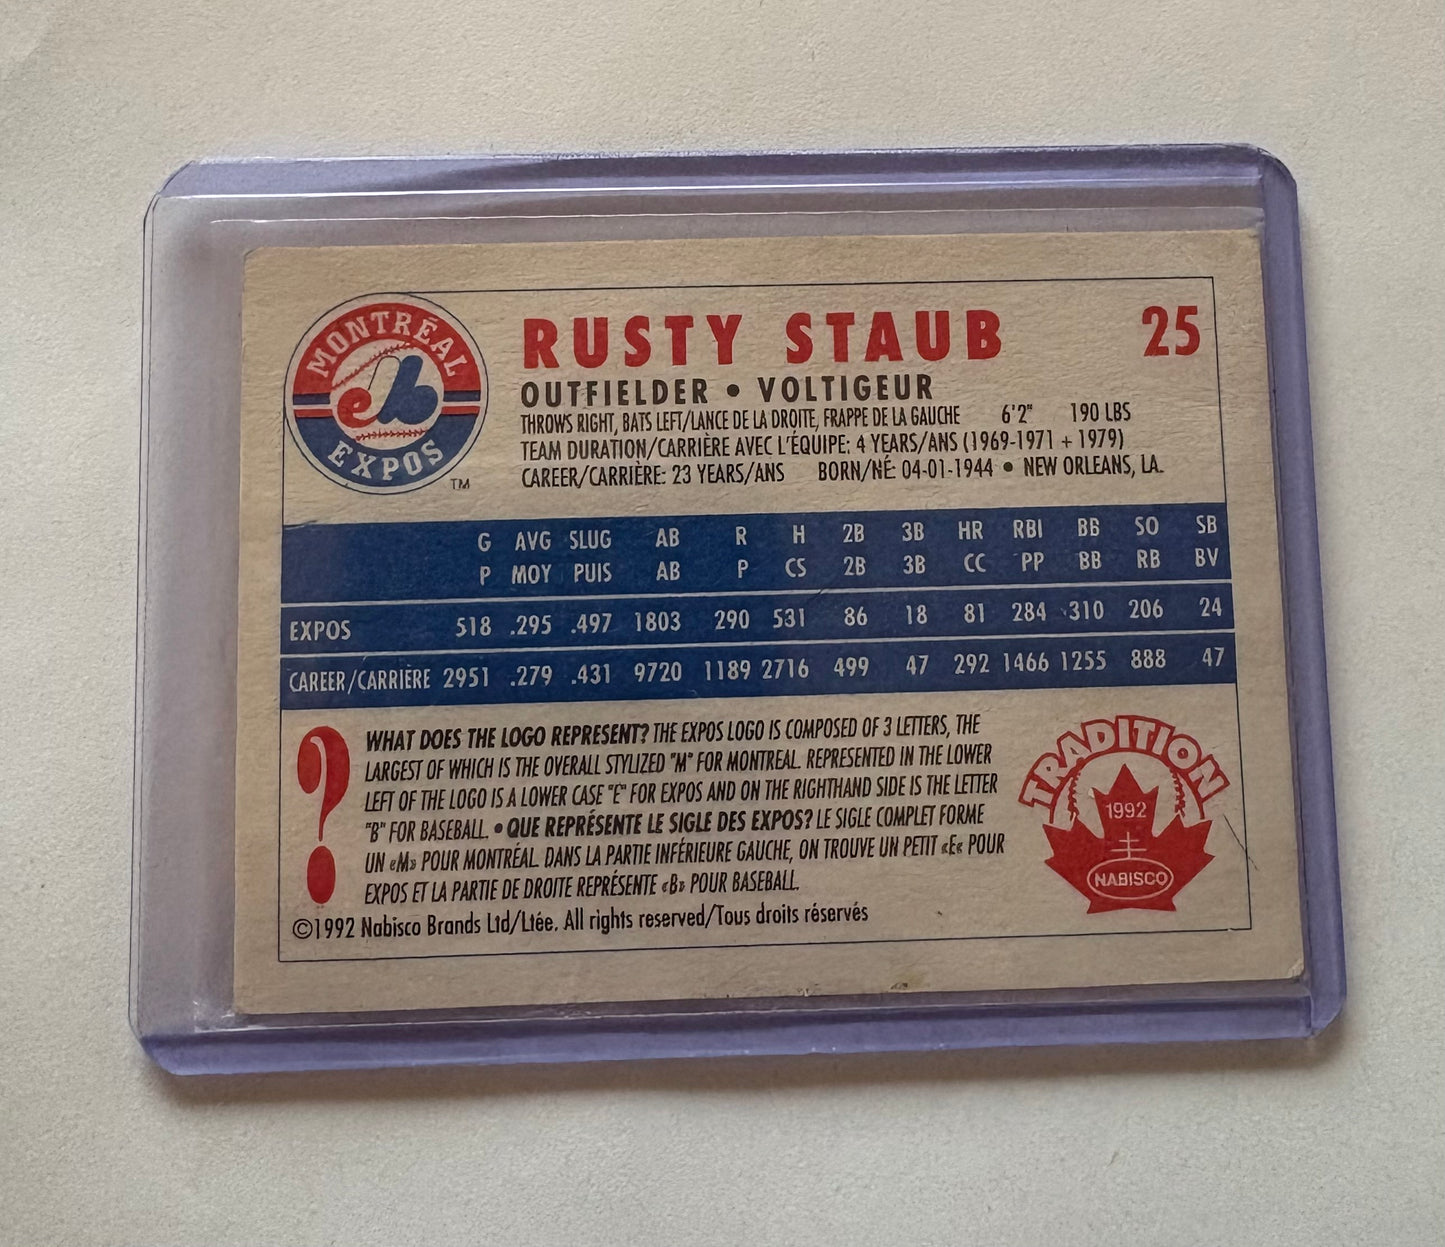 MONTRÉAL
EXPOS
TM
RUSTY STAUB 25
OUTFIELDER • VOLTIGEUR
THROWS RIGHT, BATS LEFT/LANCE DE LA DROITE, FRAPPE DE LA GAUCHE 6'2" 190 LBS
TEAM DURATION/CARRIÈRE AVEC L'ÉQUIPE: 4 YEARS/ANS (1969-1971 + 1979)
CAREER/CARRIÈRE: 23 YEARS/ANS BORN/NÉ: 04-01-1944 • NEW ORLEANS, LA.
G AVG SLUG AB R H 2B 3B HR RBI BB SO SB
P MOY PUIS AB P CS 2B 3B CC PP BB RB BV
EXPOS 518 .295 .497 1803 290 531 86 18 81 284 310 206 24
CAREER/CARRIÈRE 2951 .279 .431 9720 1189 2716 499 47 292 1466 1255 888 47
?
WHAT DOES THE LOGO REPRESENT? THE EXPOS LOGO IS COMPOSED OF 3 LETTERS, THE
LARGEST OF WHICH IS THE OVERALL STYLIZED "M" FOR MONTREAL. REPRESENTED IN THE LOWER
LEFT OF THE LOGO IS A LOWER CASE "E" FOR EXPOS AND ON THE RIGHTHAND SIDE IS THE LETTER
"B" FOR BASEBALL. • QUE REPRÉSENTE LE SIGLE DES EXPOS? LE SIGLE COMPLET FORME
UN «M» POUR MONTRÉAL. DANS LA PARTIE INFÉRIEURE GAUCHE, ON TROUVE UN PETIT «E« POUR
EXPOS ET LA PARTIE DE DROITE REPRÉSENTE «B» POUR BASEBALL.
©1992 Nabisco Brands Ltd/Ltée. All rights reserved/Tous droits réservés
TRADITION
1992
NABISCO